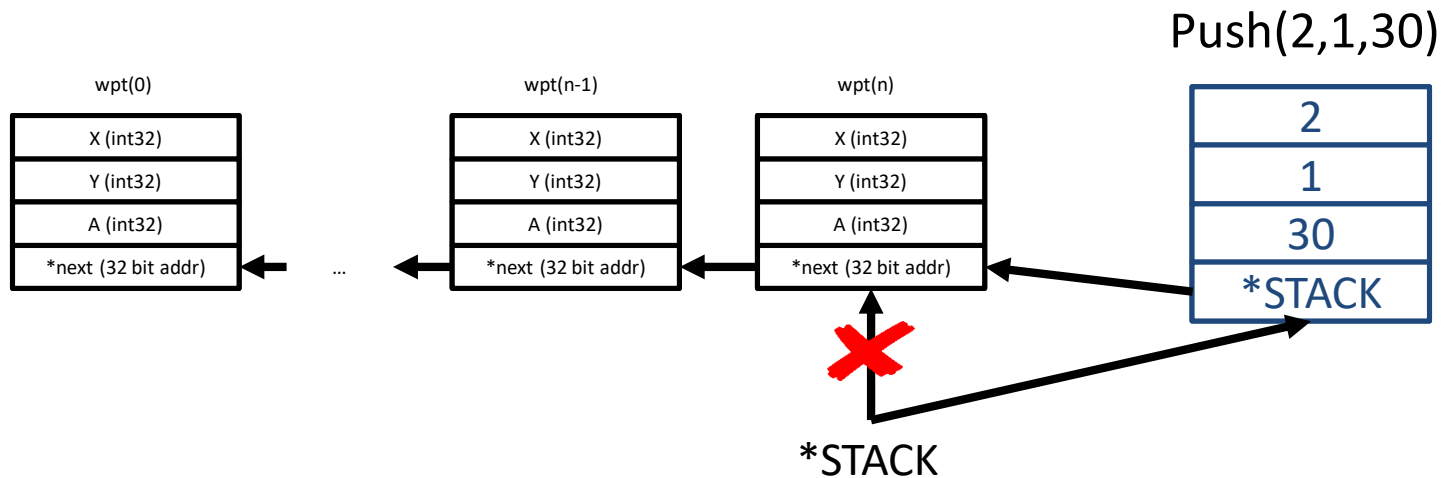 Push(2,1,30)
wpt(0)
X (int32)
Y (int32)
A (int32)
*next (32 bit addr)
...
wpt(n-1)
X (int32)
Y (int32)
A (int32)
*next (32 bit addr)
wpt(n)
X (int32)
Y (int32)
A (int32)
*next (32 bit addr)
2
1
30
*STACK
*STACK